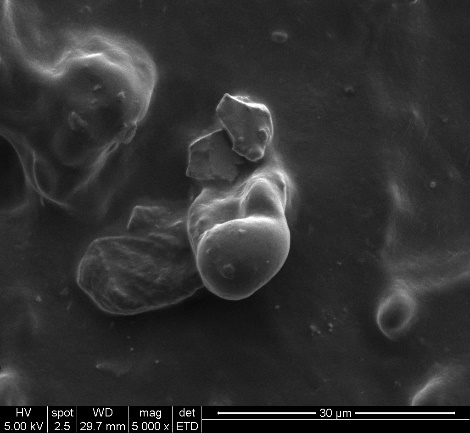 HV spot WD mag det
5.00 kV 2.5 29.7 mm 5 000 x ETD 30 µm